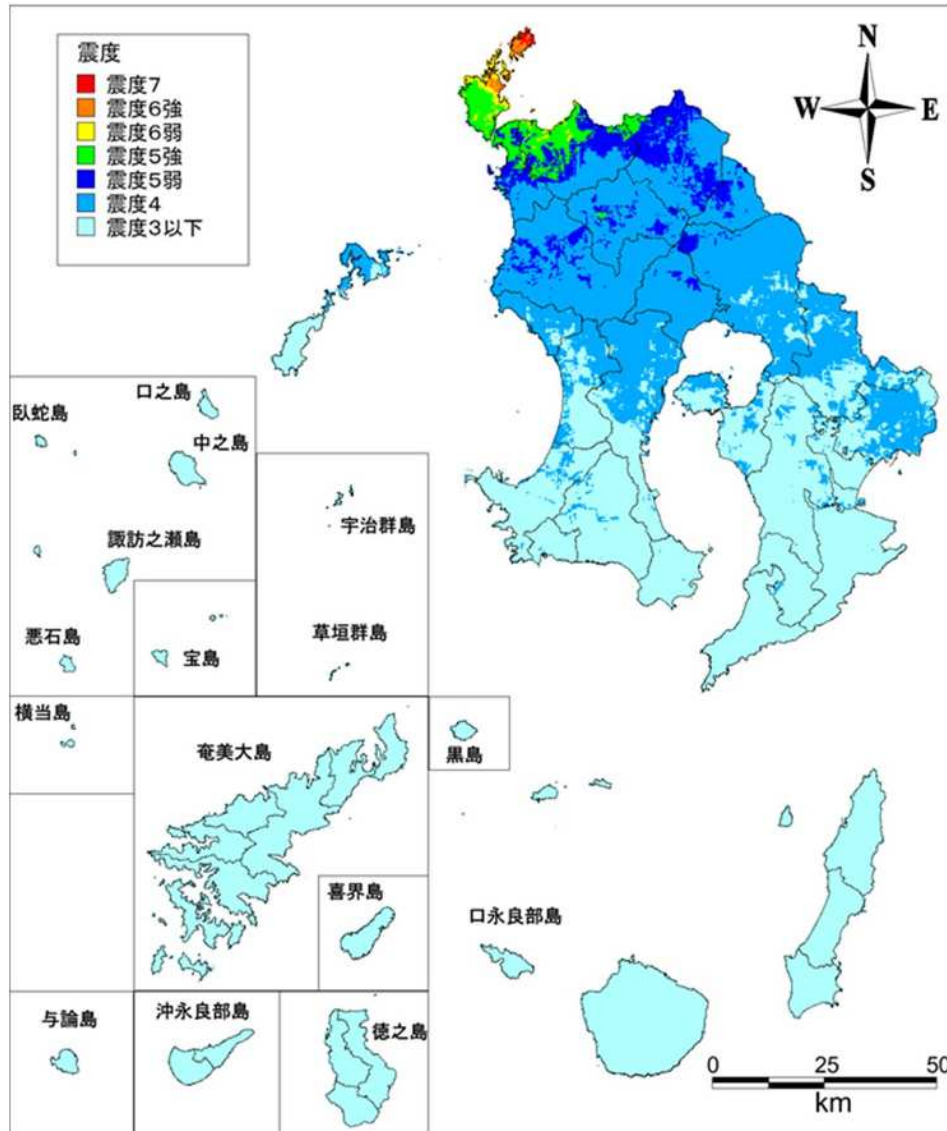 震度
震度7
震度6強
震度6弱
震度5強
震度5弱
震度4
震度3以下
N
W
E
S
口之島
臥蛇島
中之島
宇治群島
諏訪之瀬島
悪石島
宝島
草垣群島
横当島
奄美大島
黒島
喜界島
口永良部島
与論島
沖永良部島
徳之島
0 25 50
km